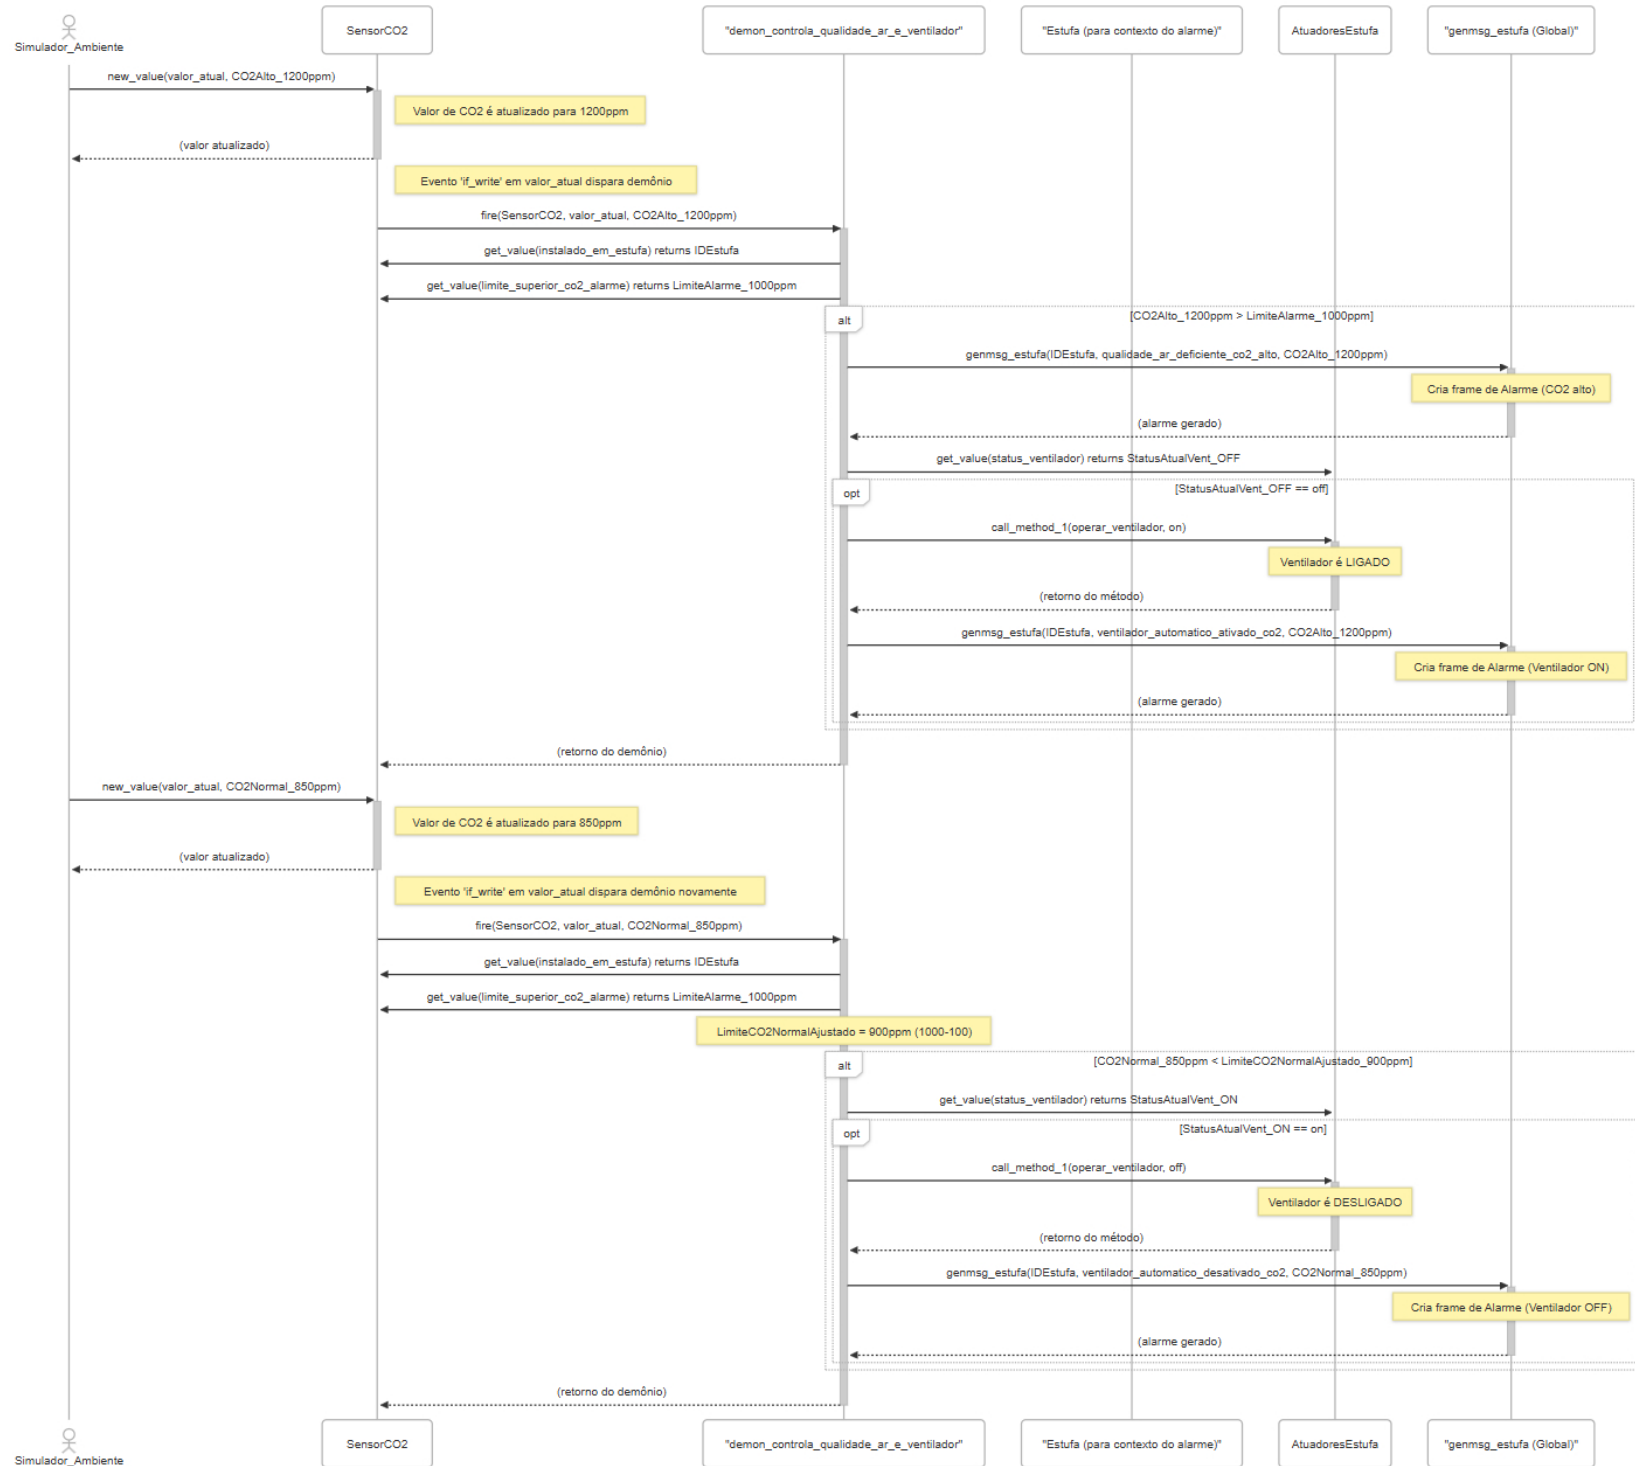 Simulador_Ambiente
SensorCO2
"demon_controla_qualidade_ar_e_ventilador"
"Estufa (para contexto do alarme)"
AtuadoresEstufa
"genmsg_estufa (Global)"
new_value(valor_atual, CO2Alto_1200ppm)
Valor de CO2 é atualizado para 1200ppm
(valor atualizado)
Evento 'if_write' em valor_atual dispara demônio
fire(SensorCO2, valor_atual, CO2Alto_1200ppm)
get_value(instalado_em_estufa) returns IDEstufa
get_value(limite_superior_co2_alarme) returns LimiteAlarme_1000ppm
alt
[CO2Alto_1200ppm > LimiteAlarme_1000ppm]
genmsg_estufa(IDEstufa, qualidade_ar_deficiente_co2_alto, CO2Alto_1200ppm)
Cria frame de Alarme (CO2 alto)
(alarme gerado)
get_value(status_ventilador) returns StatusAtualVent_OFF
opt
[StatusAtualVent_OFF == off]
call_method_1(operar_ventilador, on)
Ventilador é LIGADO
(retorno do método)
genmsg_estufa(IDEstufa, ventilador_automatico_ativado_co2, CO2Alto_1200ppm)
Cria frame de Alarme (Ventilador ON)
(alarme gerado)
(retorno do demônio)
new_value(valor_atual, CO2Normal_850ppm)
Valor de CO2 é atualizado para 850ppm
(valor atualizado)
Evento 'if_write' em valor_atual dispara demônio novamente
fire(SensorCO2, valor_atual, CO2Normal_850ppm)
get_value(instalado_em_estufa) returns IDEstufa
get_value(limite_superior_co2_alarme) returns LimiteAlarme_1000ppm
LimiteCO2NormalAjustado = 900ppm (1000-100)
alt
[CO2Normal_850ppm < LimiteCO2NormalAjustado_900ppm]
get_value(status_ventilador) returns StatusAtualVent_ON
opt
[StatusAtualVent_ON == on]
call_method_1(operar_ventilador, off)
Ventilador é DESLIGADO
(retorno do método)
genmsg_estufa(IDEstufa, ventilador_automatico_desativado_co2, CO2Normal_850ppm)
Cria frame de Alarme (Ventilador OFF)
(alarme gerado)
(retorno do demônio)
Simulador_Ambiente
SensorCO2
"demon_controla_qualidade_ar_e_ventilador"
"Estufa (para contexto do alarme)"
AtuadoresEstufa
"genmsg_estufa (Global)"